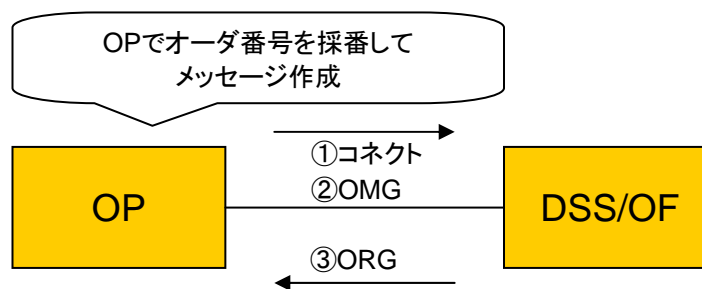 OPでオーダ番号を採番して
メッセージ作成
①コネクト
②OMG
OP
DSS/OF
③ORG